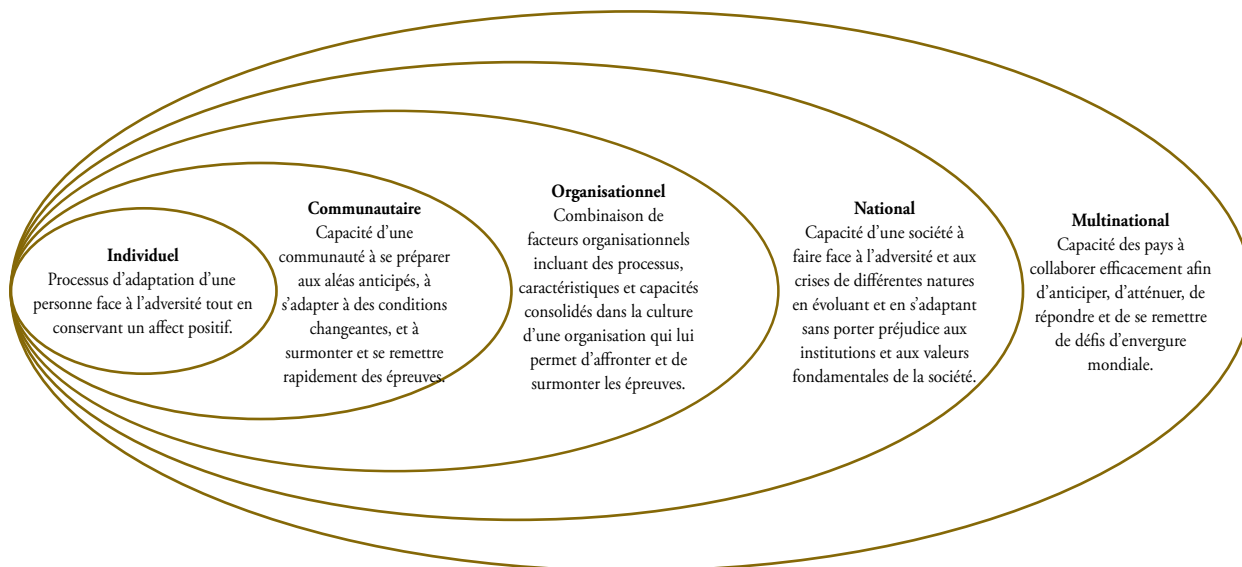 Individuel
Processus d’adaptation d’une
personne face à l’adversité tout en
conservant un affect positif.
Communautaire
Capacité d’une
communauté à se préparer
aux aléas anticipés, à
s’adapter à des conditions
changeantes, et à
surmonter et se remettre
rapidement des épreuves.
Organisationnel
Combinaison de
facteurs organisationnels
incluant des processus,
caractéristiques et capacités
consolidés dans la culture
d’une organisation qui lui
permet d’affronter et de
surmonter les épreuves.
National
Capacité d’une société à
faire face à l’adversité et aux
crises de différentes natures
en évoluant et en s’adaptant
sans porter préjudice aux
institutions et aux valeurs
fondamentales de la société.
Multinational
Capacité des pays à
collaborer efficacement afin
d’anticiper, d’atténuer, de
répondre et de se remettre
de défis d’envergure
mondiale.